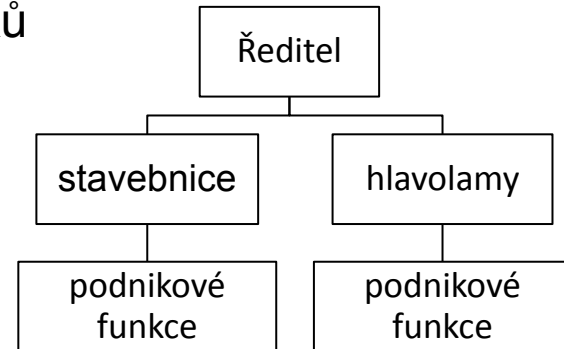 ů
Ředitel
stavebnice hlavolamy
podnikové podnikové
funkce funkce